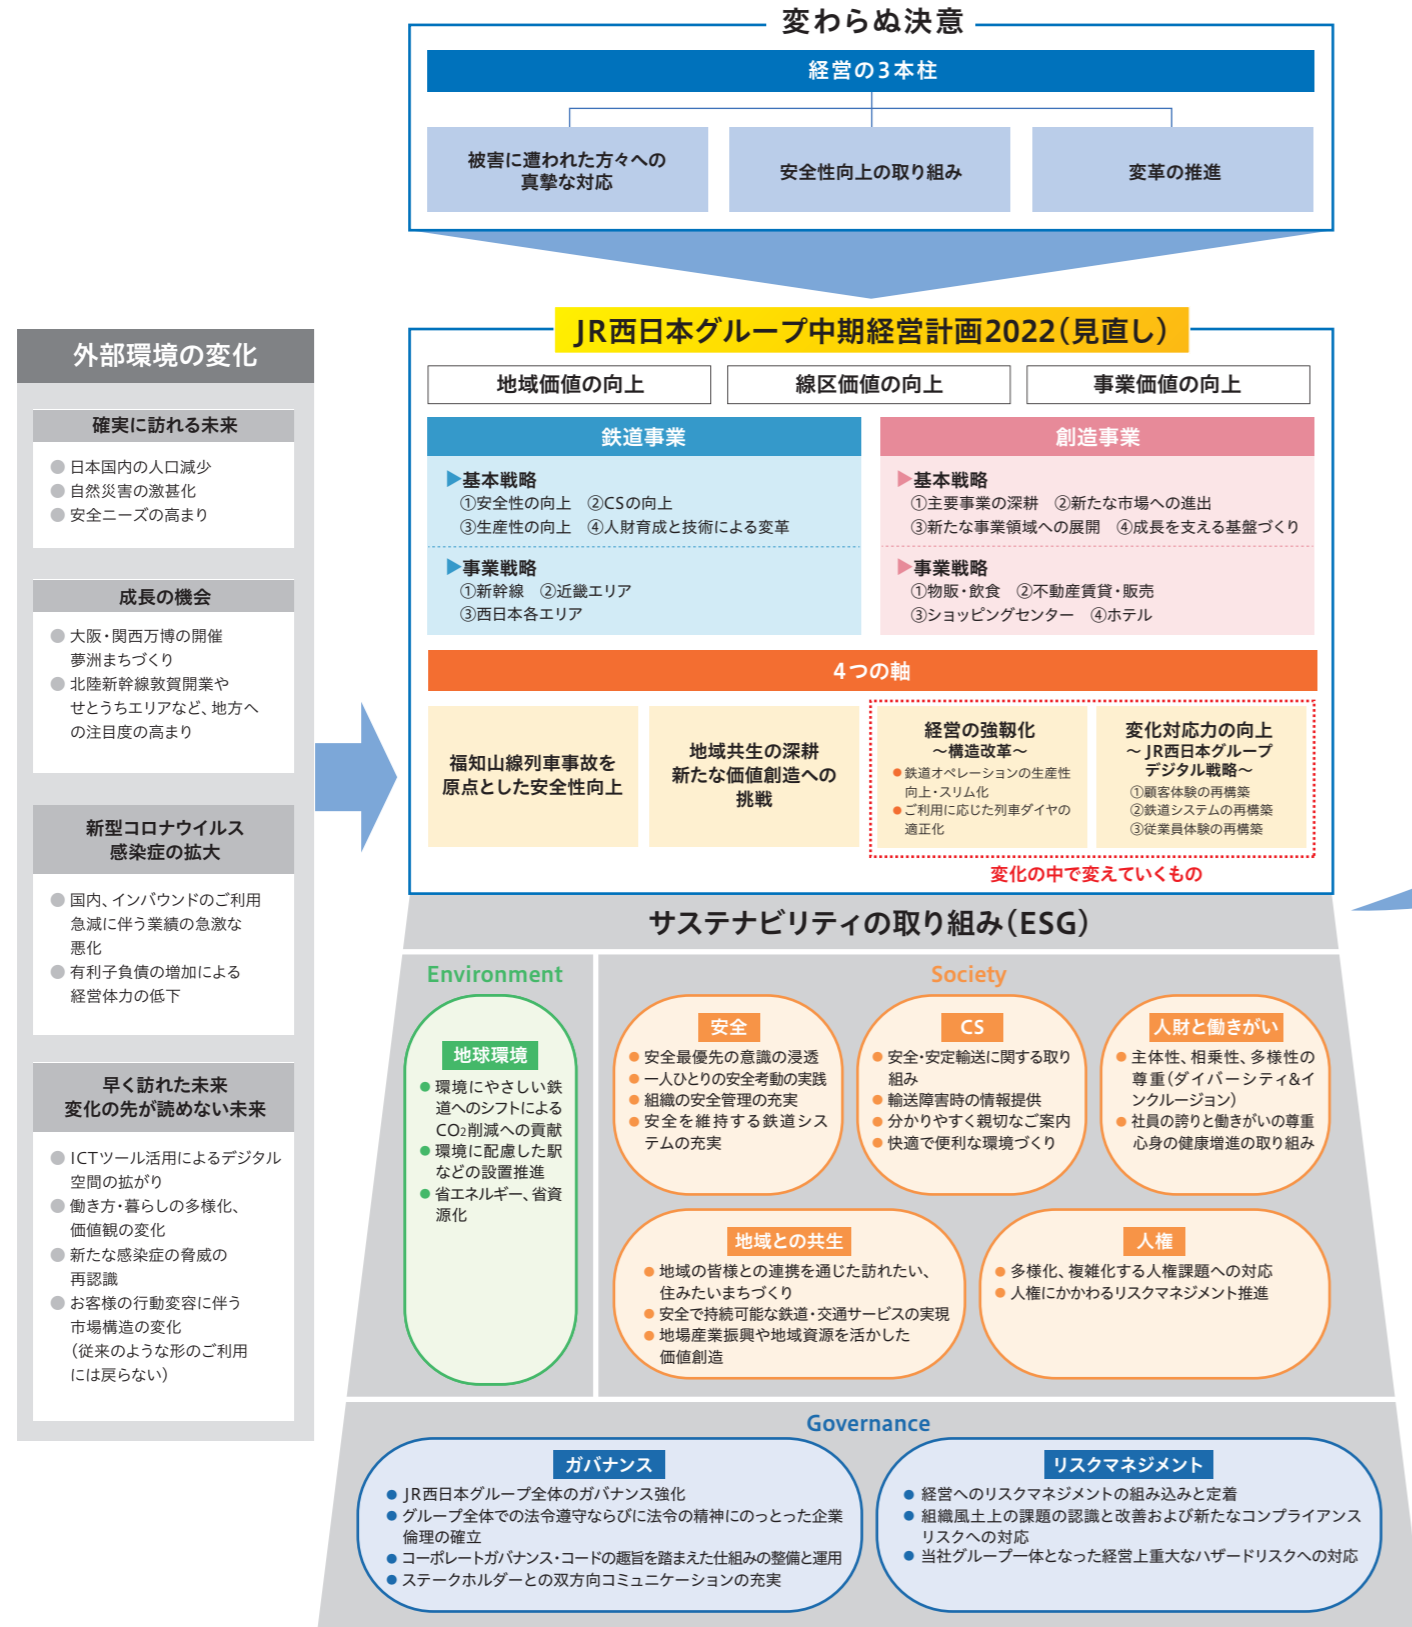 変わらぬ決意
経営の3本柱
被害に遭われた方々への
真摯な対応
安全性向上の取り組み
変革の推進
外部環境の変化
確実に訪れる未来
● 日本国内の人口減少
● 自然災害の激甚化
● 安全ニーズの高まり
成長の機会
● 大阪・関西万博の開催
夢洲まちづくり
● 北陸新幹線敦賀開業や
せとうちエリアなど、地方へ
の注目度の高まり
新型コロナウイルス
感染症の拡大
● 国内、インバウンドのご利用
急減に伴う業績の急激な
悪化
● 有利子負債の増加による
経営体力の低下
早く訪れた未来
変化の先が読めない未来
● ICTツール活用によるデジタル
空間の拡がり
● 働き方・暮らしの多様化、
価値観の変化
● 新たな感染症の脅威の
再認識
● お客様の行動変容に伴う
市場構造の変化
(従来のような形のご利用
には戻らない)
JR西日本グループ中期経営計画2022(見直し)
地域価値の向上
線区価値の向上
事業価値の向上
鉄道事業
▶基本戦略
①安全性の向上 ②CSの向上
③生産性の向上 ④人財育成と技術による変革
▶事業戦略
①新幹線 ②近畿エリア
③西日本各エリア
創造事業
▶基本戦略
①主要事業の深耕 ②新たな市場への進出
③新たな事業領域への展開 ④成長を支える基盤づくり
▶事業戦略
①物販・飲食 ②不動産賃貸・販売
③ショッピングセンター ④ホテル
4つの軸
福知山線列車事故を
原点とした安全性向上
地域共生の深耕
新たな価値創造への
挑戦
経営の強靱化
～構造改革～
● 鉄道オペレーションの生産性
向上・スリム化
● ご利用に応じた列車ダイヤの
適正化
変化対応力の向上
～ JR西日本グループ
デジタル戦略～
①顧客体験の再構築
②鉄道システムの再構築
③従業員体験の再構築
変化の中で変えていくもの
サステナビリティの取り組み(ESG)
Environment
地球環境
● 環境にやさしい鉄
道へのシフトによる
CO₂削減への貢献
● 環境に配慮した駅
などの設置推進
● 省エネルギー、省資
源化
Society
安全
● 安全最優先の意識の浸透
● 一人ひとりの安全考動の実践
● 組織の安全管理の充実
● 安全を維持する鉄道シス
テムの充実
CS
● 安全・安定輸送に関する取り
組み
● 輸送障害時の情報提供
● 分かりやすく親切なご案内
● 快適で便利な環境づくり
人財と働きがい
● 主体性、相乗性、多様性の
尊重(ダイバーシティ&イ
ンクルージョン)
● 社員の誇りと働きがいの尊重
心身の健康増進の取り組み
地域との共生
● 地域の皆様との連携を通じた訪れたい、
住みたいまちづくり
● 安全で持続可能な鉄道・交通サービスの実現
● 地場産業振興や地域資源を活かした
価値創造
人権
● 多様化、複雑化する人権課題への対応
● 人権にかかわるリスクマネジメント推進
Governance
ガバナンス
● JR西日本グループ全体のガバナンス強化
● グループ全体での法令遵守ならびに法令の精神にのっとった企業
倫理の確立
● コーポレートガバナンス・コードの趣旨を踏まえた仕組みの整備と運用
● ステークホルダーとの双方向コミュニケーションの充実
リスクマネジメント
● 経営へのリスクマネジメントの組み込みと定着
● 組織風土上の課題の認識と改善および新たなコンプライアンス
リスクへの対応
● 当社グループ一体となった経営上重大なハザードリスクへの対応